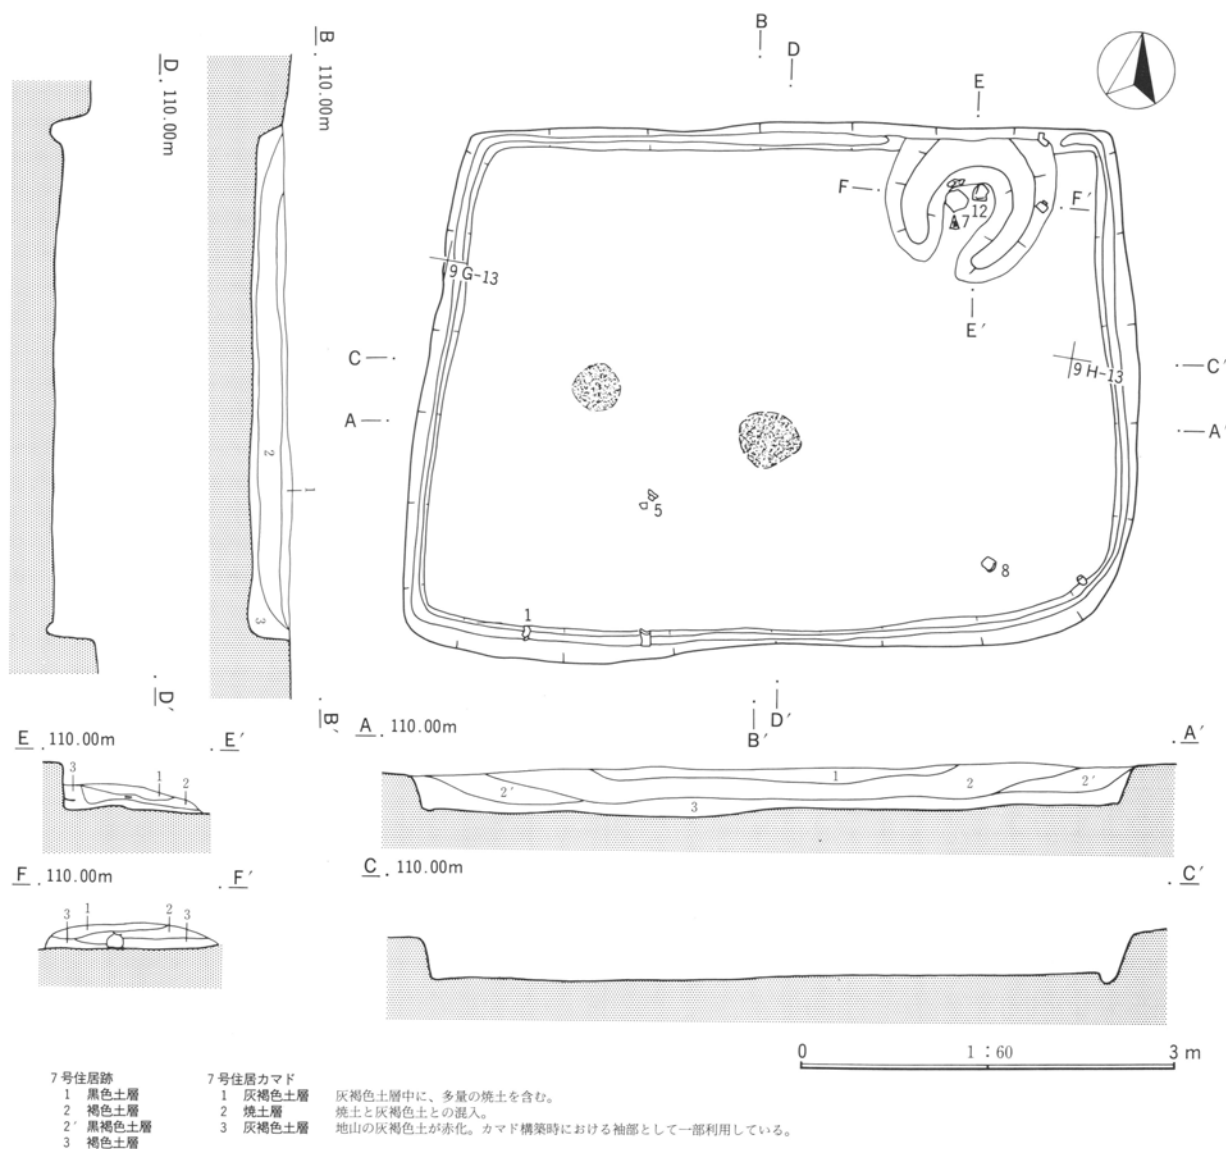 B . 110.00m
D . 110.00m
B
D
E
F
F′
12
7
9 G-13
E′
C
C′
9 H-13
A
A′
5
8
1
2
1
3
D′
B′
D′
B′
E . 110.00m . E′
3 1 2
A . 110.00m . A′
1
2′
2
2′
3
F . 110.00m . F′
3 1 2 3
C . 110.00m . C′
0 1:60 3 m
7号住居跡
1 黒色土層
2 褐色土層
2′ 黒褐色土層
3 褐色土層
7号住居カマド
1 灰褐色土層 灰褐色土層中に、多量の焼土を含む。
2 焼土層 焼土と灰褐色土との混入。
3 灰褐色土層 地山の灰褐色土が赤化。カマド構築時における袖部として一部利用している。